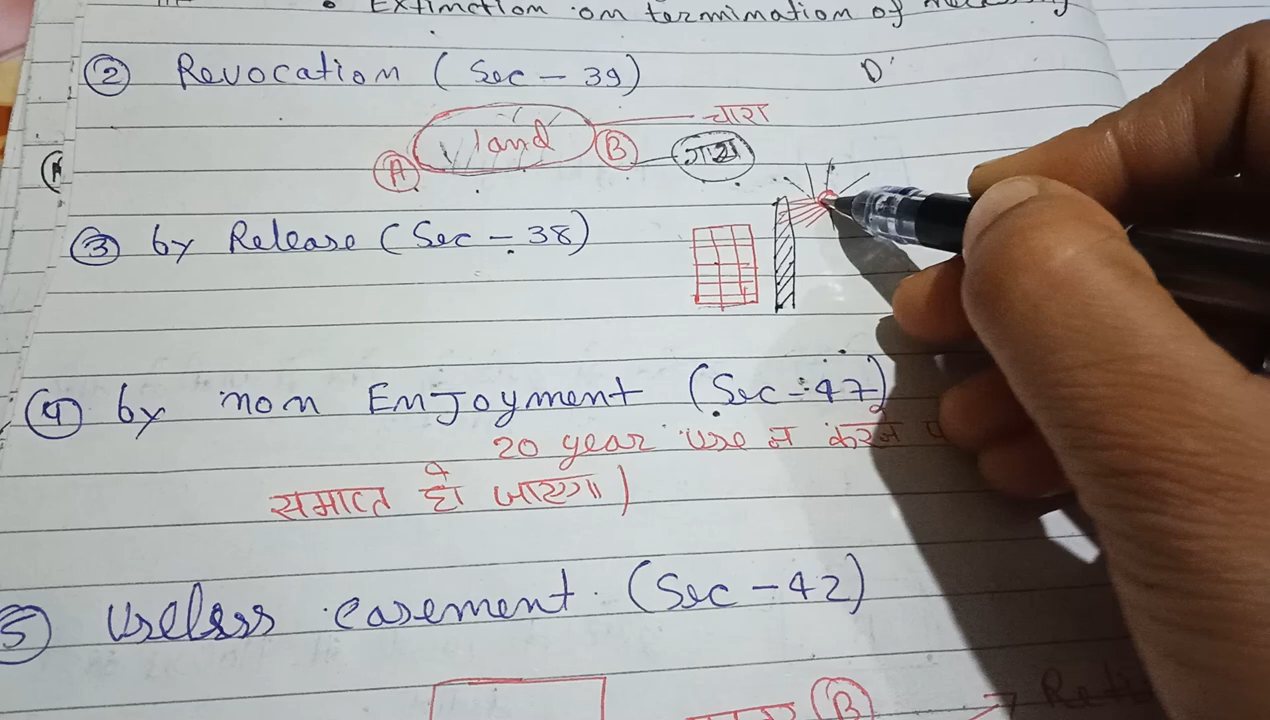 • Extinction on termination of necessity
② Revocation (Sec - 39)
D'
land चारा
A B गाय
③ by Release (Sec - 38)
④ by non Enjoyment (Sec - 47)
20 year use न करने प
समाप्त हो जाएगा)
⑤ useless easement. (Sec - 42)
B